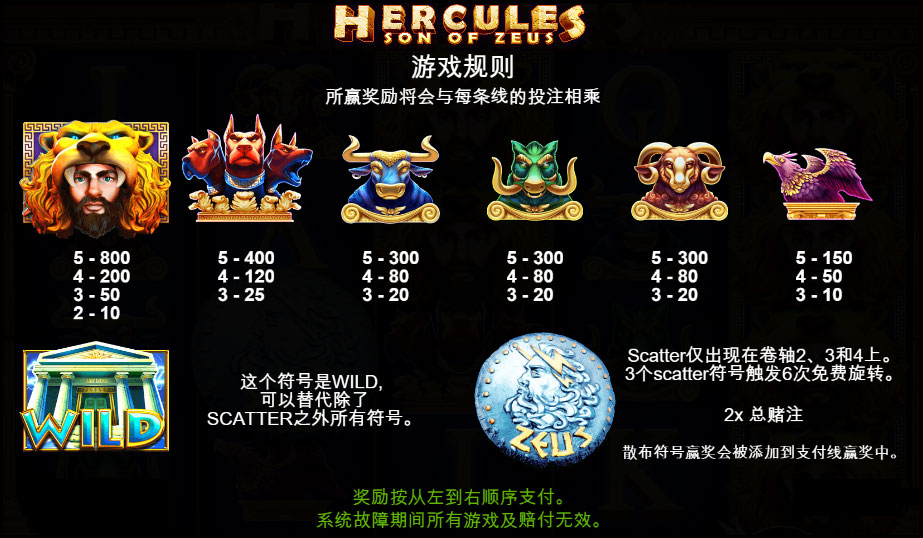 HERCULES
SON OF ZEUS
游戏规则
所赢奖励将会与每条线的投注相乘
5 - 800
4 - 200
3 - 50
2 - 10
5 - 400
4 - 120
3 - 25
5 - 300
4 - 80
3 - 20
5 - 300
4 - 80
3 - 20
5 - 300
4 - 80
3 - 20
5 - 150
4 - 50
3 - 10
WILD
这个符号是WILD,
可以替代除了
SCATTER之外所有符号。
ZEUS
Scatter仅出现在卷轴2、3和4上。
3个scatter符号触发6次免费旋转。
2x 总赌注
散布符号赢奖会被添加到支付线赢奖中。
奖励按从左到右顺序支付。
系统故障期间所有游戏及赔付无效。